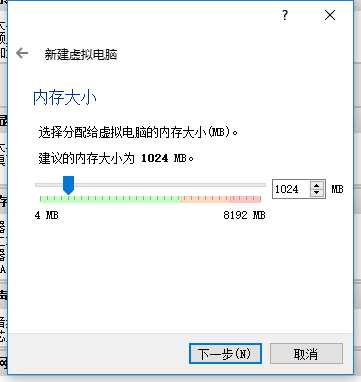 ?
新建虚拟电脑
内存大小
选择分配给虚拟电脑的内存大小(MB)。
建议的内存大小为 1024 MB。
1024 MB
4 MB 8192 MB
下一步(N) 取消